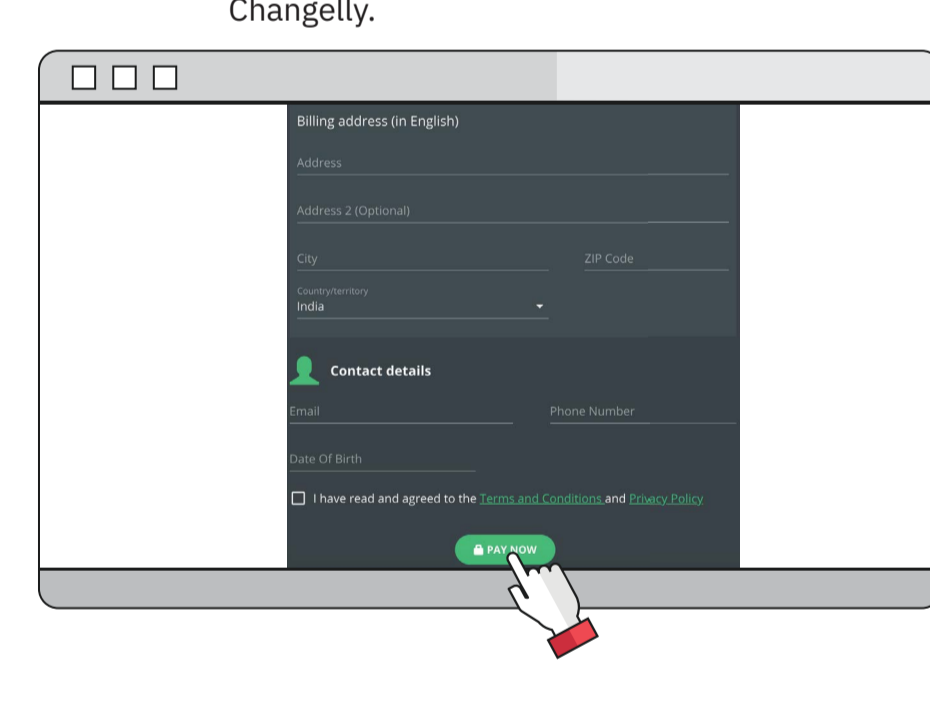 Changelly.
Billing address (in English)
Address
Address 2 (Optional)
City ZIP Code
Country/territory
India
Contact details
Email Phone Number
Date Of Birth
I have read and agreed to the Terms and Conditions and Privacy Policy
PAY NOW